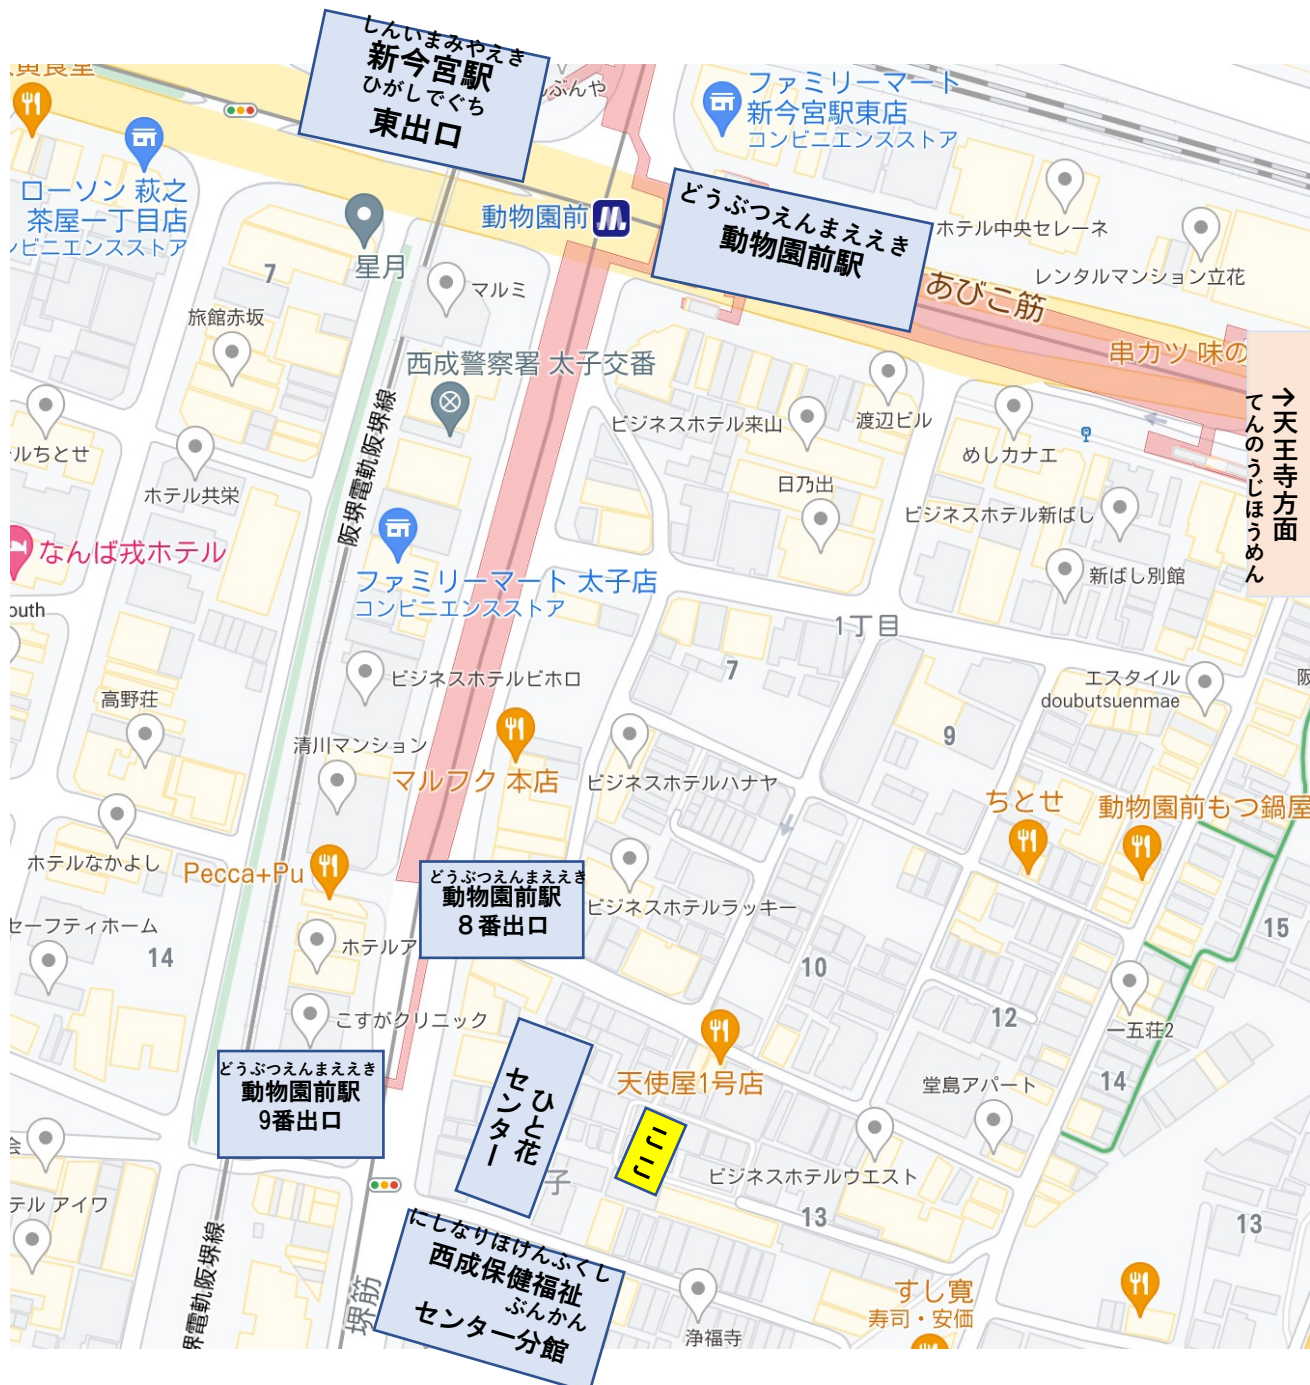 しんいまみやえき
新今宮駅
ひがしでぐち
東出口
ぶんや
ファミリーマート
新今宮駅東店
コンビニエンスストア
ローソン 萩之
茶屋一丁目店
ンビニエンスストア
動物園前
どうぶつえんまええき
動物園前駅
ホテル中央セレーネ
レンタルマンション立花
あびこ筋
串カツ 味の
→天王寺方面
てんのうじほうめん
星月
7
マルミ
旅館赤坂
西成警察署 太子交番
ビジネスホテル来山
渡辺ビル
めしカナエ
ルちとせ
ホテル共栄
阪堺電軌阪堺線
日乃出
ビジネスホテル新ばし
新ばし別館
なんば戎ホテル
ファミリーマート 太子店
コンビニエンスストア
outh
1丁目
7
ビジネスホテルビホロ
エスタイル
doubutsuenmae
阪
高野荘
清川マンション
マルフク 本店
ビジネスホテルハナヤ
9
ちとせ
動物園前もつ鍋屋
ホテルなかよし
Pecca+Pu
どうぶつえんまええき
動物園前駅
８番出口
ビジネスホテルラッキー
セーフティホーム
14
ホテルア
10
15
こすがクリニック
12
一五荘2
どうぶつえんまええき
動物園前駅
9番出口
ひと花
センター
子
天使屋1号店
ここ
堂島アパート
14
会
テル アイワ
ビジネスホテルウエスト
13
13
堺電軌阪堺線
堺筋
にしなりほけんふくし
西成保健福祉
ぶんかん
センター分館
浄福寺
すし寛
寿司・安価